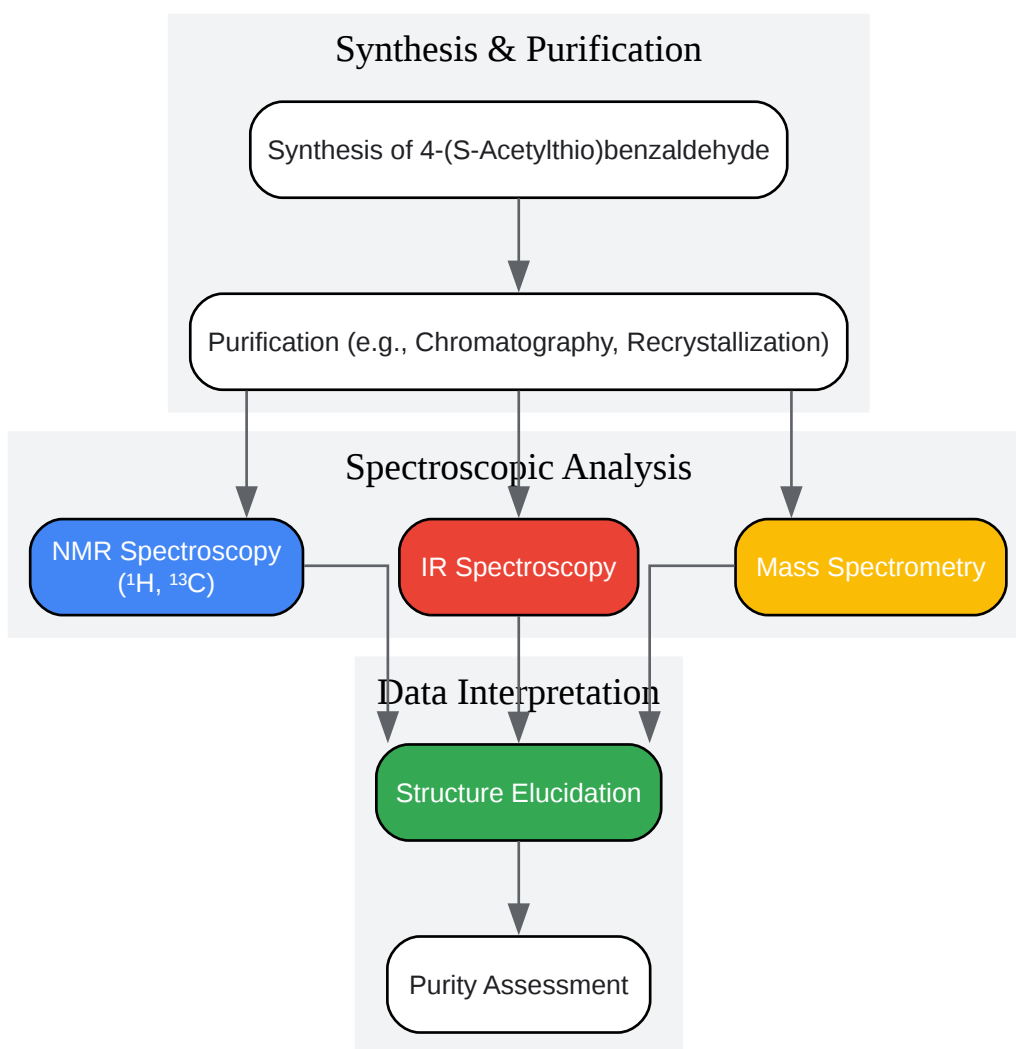 Synthesis & Purification
Synthesis of 4-(S-Acetylthio)benzaldehyde
Purification (e.g., Chromatography, Recrystallization)
Spectroscopic Analysis
NMR Spectroscopy
(¹H, ¹³C)
IR Spectroscopy
Mass Spectrometry
Data Interpretation
Structure Elucidation
Purity Assessment